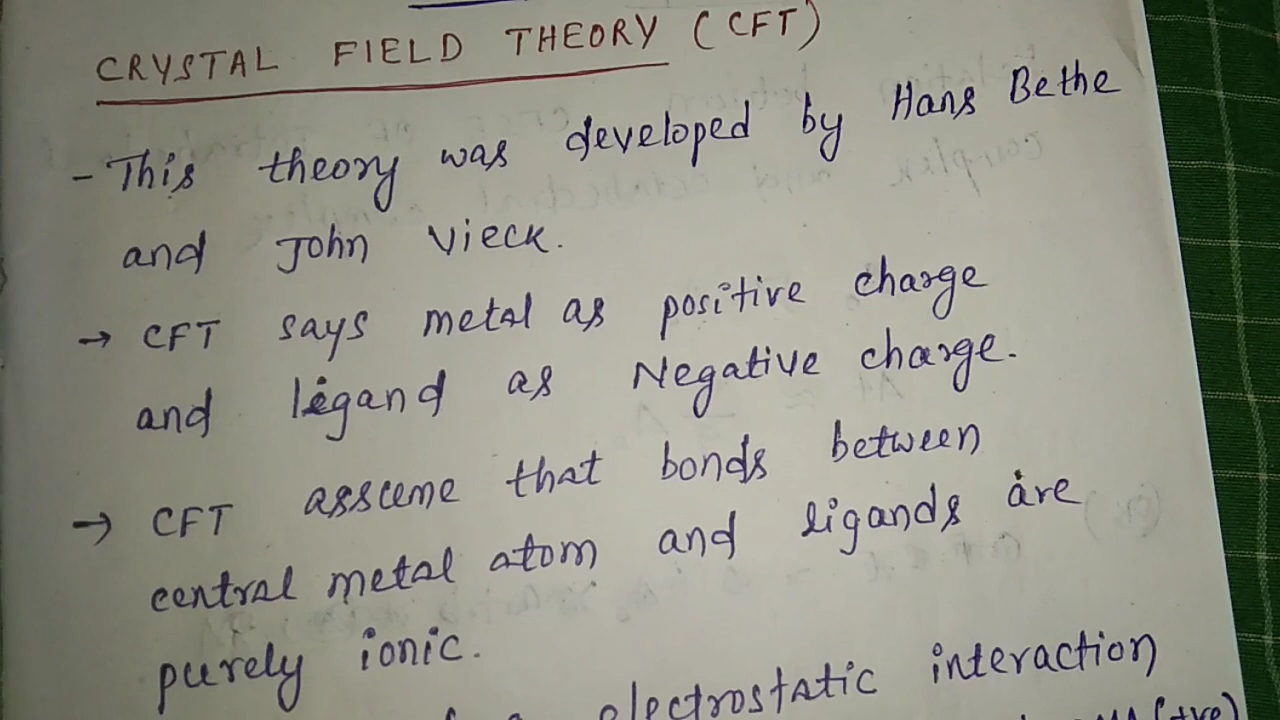 CRYSTAL FIELD THEORY (CFT)
- This theory was developed by Hans Bethe
and John Vieck.
→ CFT says metal as positive charge
and ligand as Negative charge.
→ CFT assume that bonds between
central metal atom and ligands are
purely ionic.
electrostatic interaction
(+ve)